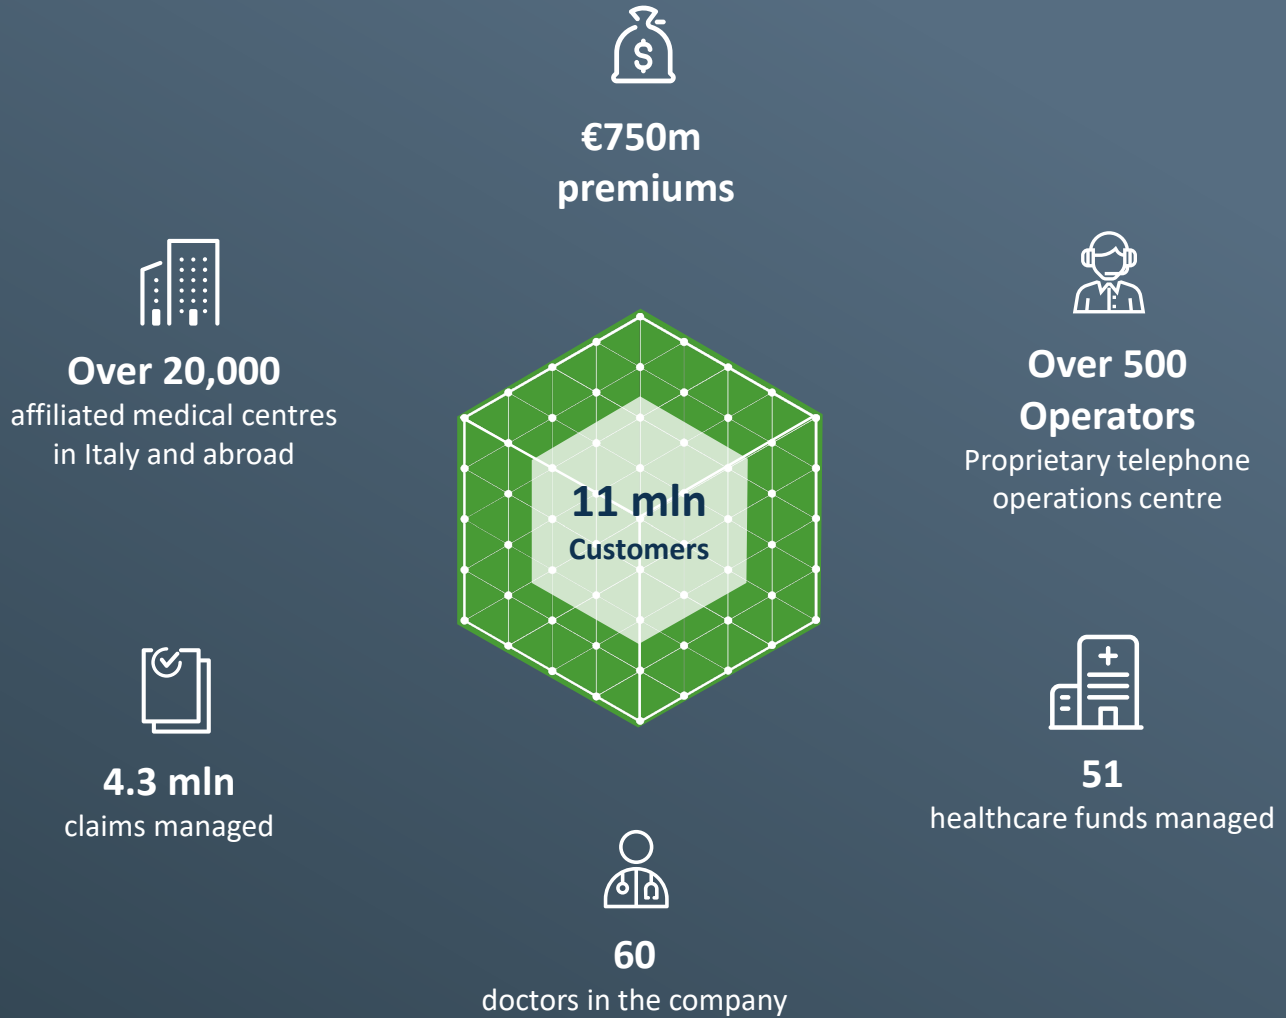 €750m
premiums
Over 20,000
affiliated medical centres
in Italy and abroad
Over 500
Operators
Proprietary telephone
operations centre
11 mln
Customers
4.3 mln
claims managed
51
healthcare funds managed
60
doctors in the company